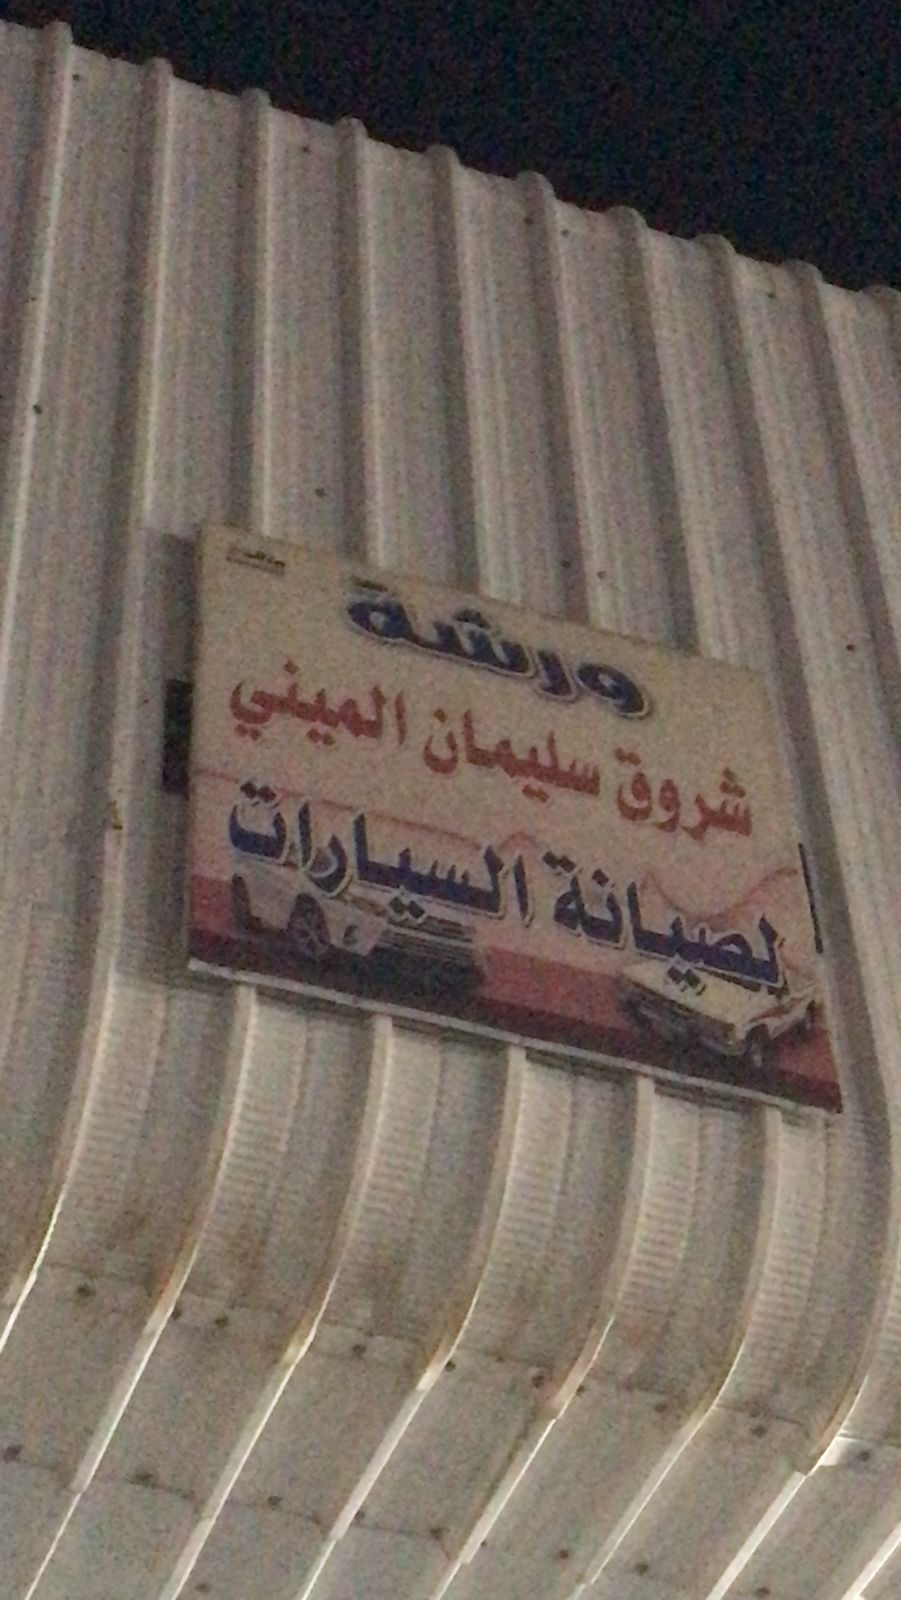 ورشة
شروق سليمان الميني
لصيانة السيارات